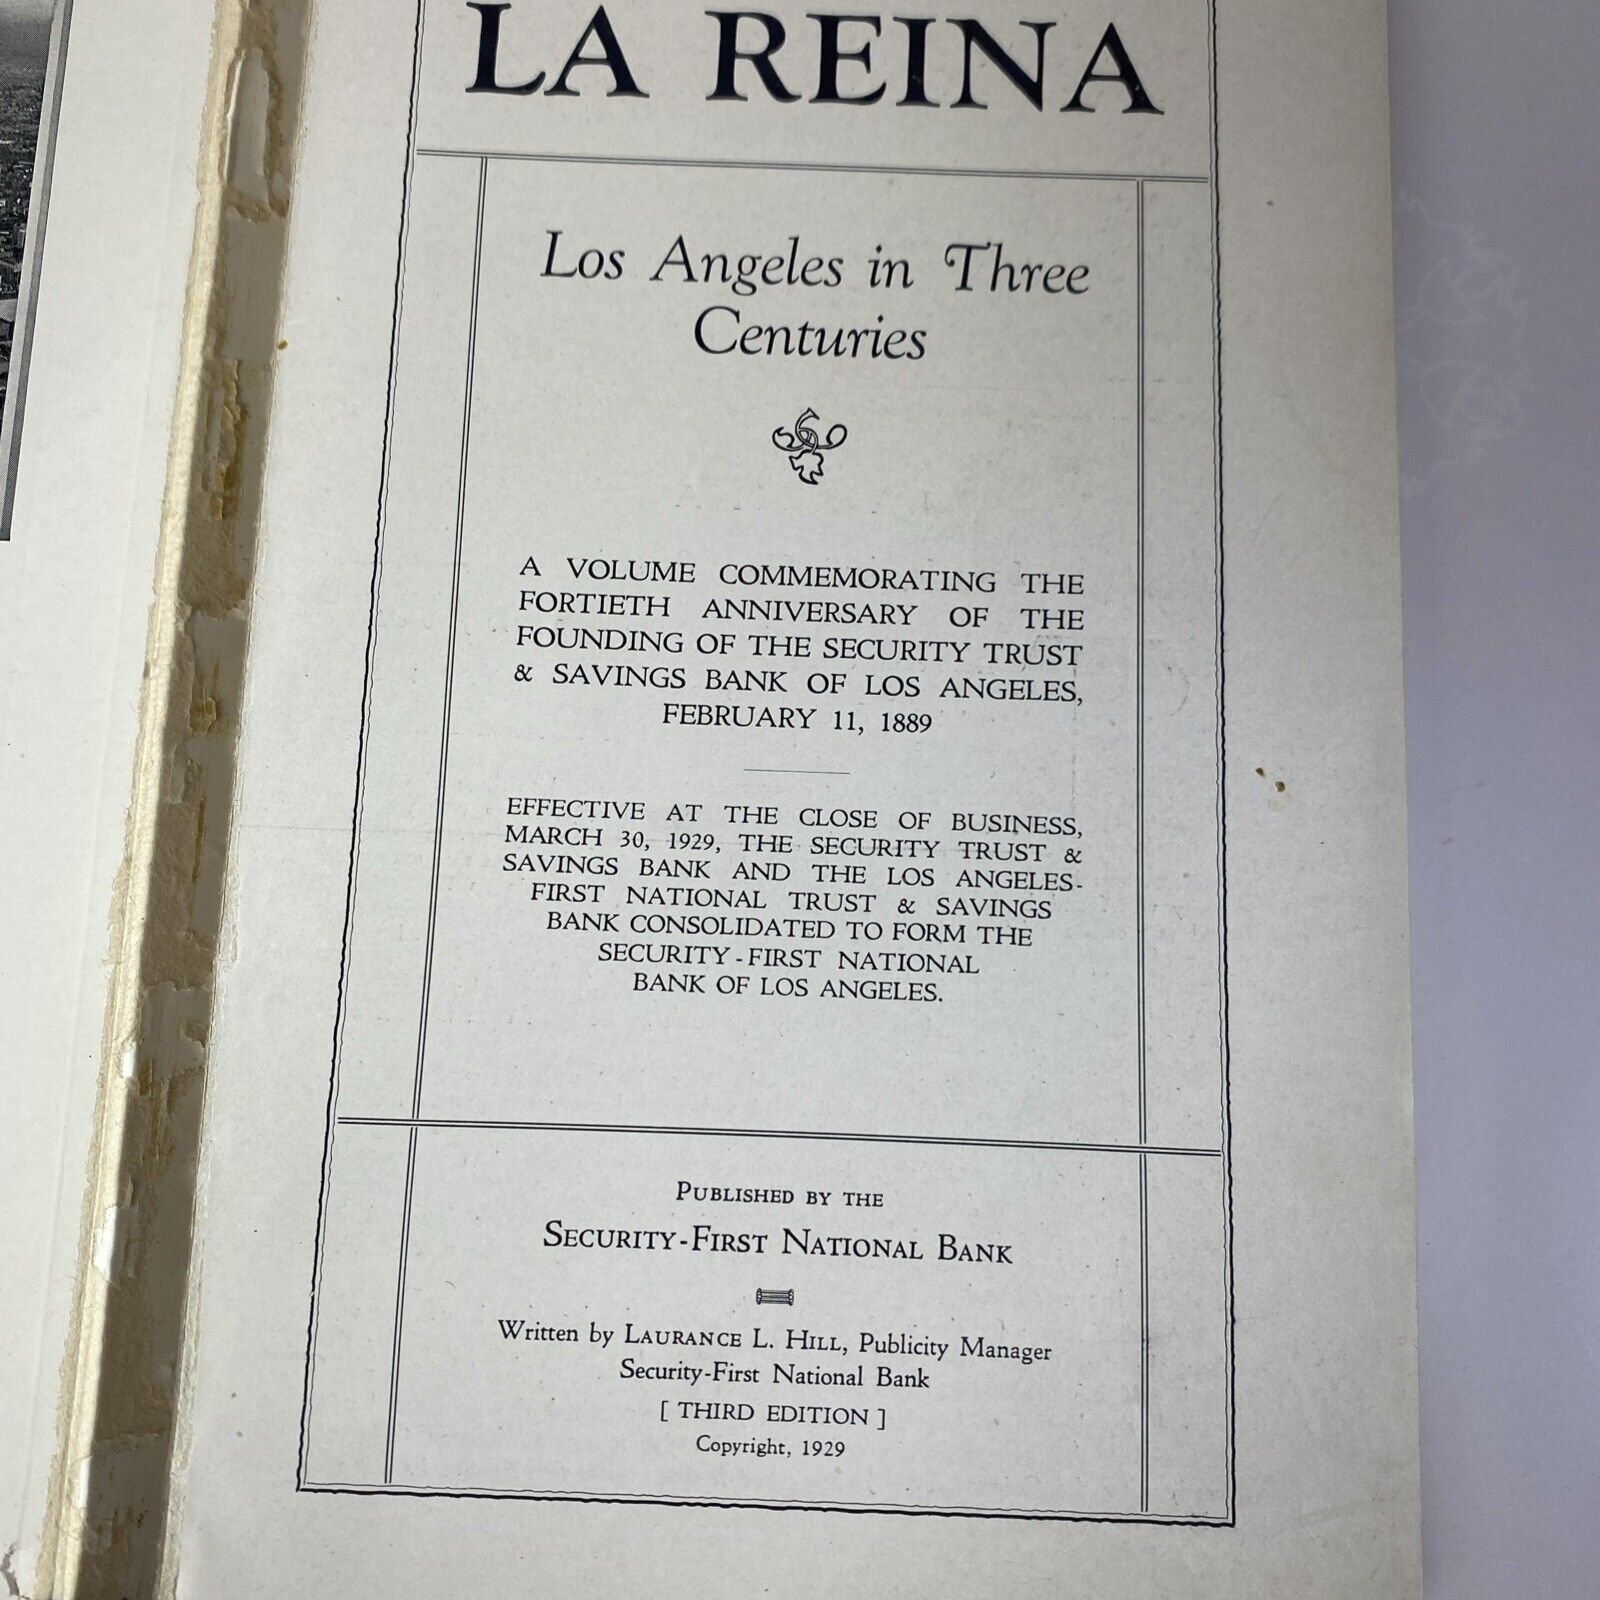 LA REINA
Los Angeles in Three
Centuries
A VOLUME COMMEMORATING THE
FORTIETH ANNIVERSARY OF THE
FOUNDING OF THE SECURITY TRUST
& SAVINGS BANK OF LOS ANGELES,
FEBRUARY 11, 1889
EFFECTIVE AT THE CLOSE OF BUSINESS,
MARCH 30, 1929, THE SECURITY TRUST &
SAVINGS BANK AND THE LOS ANGELES-
FIRST NATIONAL TRUST & SAVINGS
BANK CONSOLIDATED TO FORM THE
SECURITY-FIRST NATIONAL
BANK OF LOS ANGELES.
PUBLISHED BY THE
SECURITY-FIRST NATIONAL BANK
Written by LAURANCE L. HILL, Publicity Manager
Security-First National Bank
[ THIRD EDITION ]
Copyright, 1929